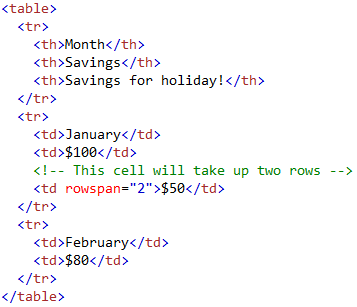 <table>
  <tr>
    <th>Month</th>
    <th>Savings</th>
    <th>Savings for holiday!</th>
  </tr>
  <tr>
    <td>January</td>
    <td>$100</td>
    <!-- This cell will take up two rows -->
    <td rowspan="2">$50</td>
  </tr>
  <tr>
    <td>February</td>
    <td>$80</td>
  </tr>
</table>